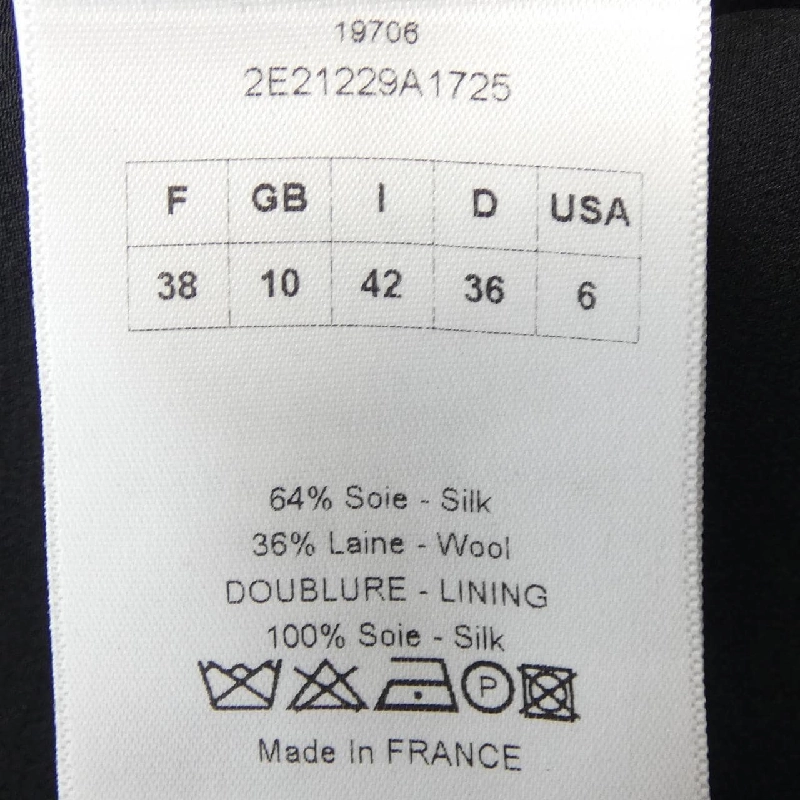 19706
2E21229A1725
F GB I D USA
38 10 42 36 6
64% Soie - Silk
36% Laine - Wool
DOUBLURE - LINING
100% Soie - Silk
P
Made In FRANCE